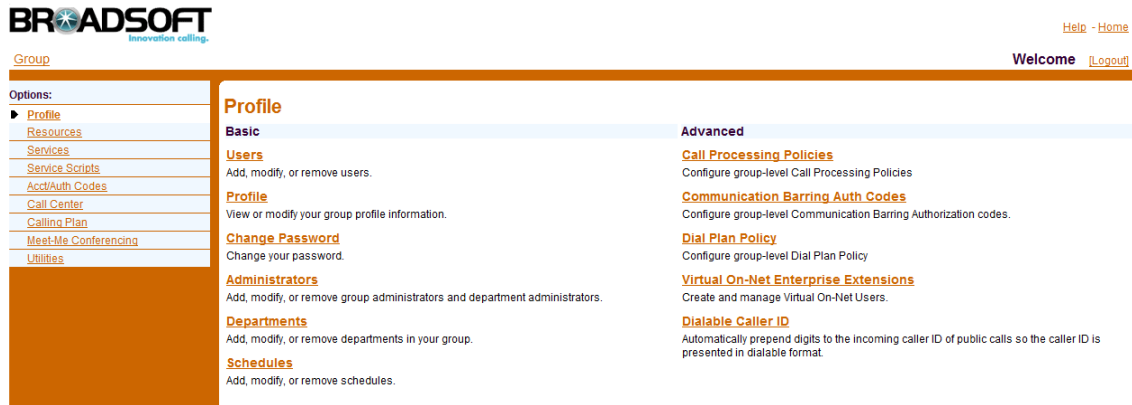 BROADSOFT
Innovation calling.
Help - Home
Group
Welcome [Logout]
Options:
Profile
Resources
Services
Service Scripts
Acct/Auth Codes
Call Center
Calling Plan
Meet-Me Conferencing
Utilities
Profile
Basic
Users
Add, modify, or remove users.
Profile
View or modify your group profile information.
Change Password
Change your password.
Administrators
Add, modify, or remove group administrators and department administrators.
Departments
Add, modify, or remove departments in your group.
Schedules
Add, modify, or remove schedules.
Advanced
Call Processing Policies
Configure group-level Call Processing Policies
Communication Barring Auth Codes
Configure group-level Communication Barring Authorization codes.
Dial Plan Policy
Configure group-level Dial Plan Policy
Virtual On-Net Enterprise Extensions
Create and manage Virtual On-Net Users.
Dialable Caller ID
Automatically prepend digits to the incoming caller ID of public calls so the caller ID is
presented in dialable format.